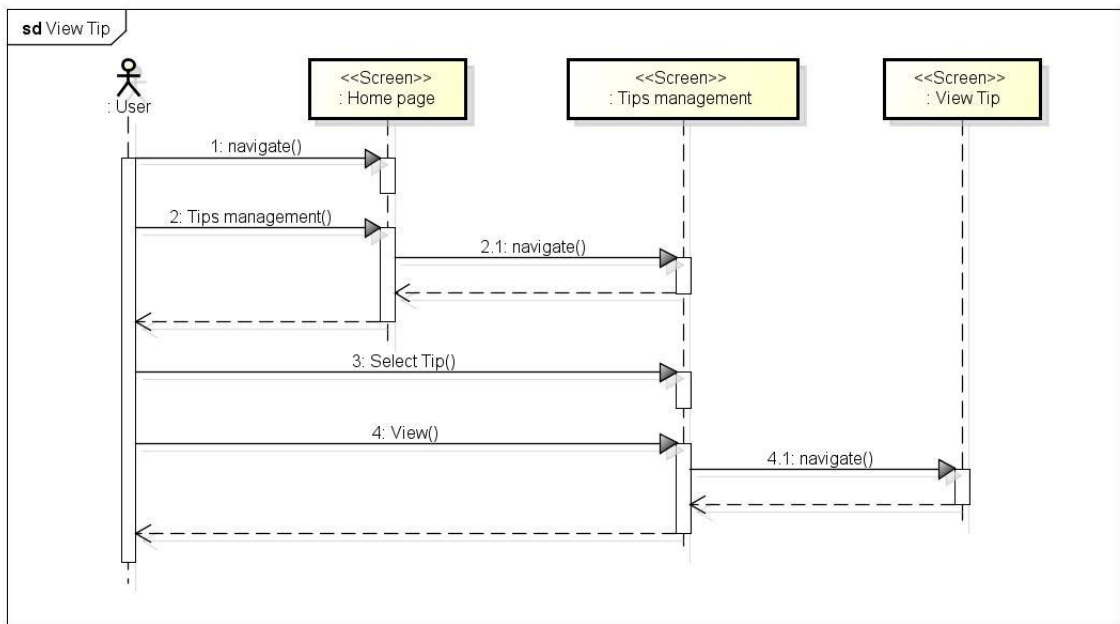 sd View Tip
: User
<<Screen>>
: Home page
<<Screen>>
: Tips management
<<Screen>>
: View Tip
1: navigate()
2: Tips management()
2.1: navigate()
3: Select Tip()
4: View()
4.1: navigate()